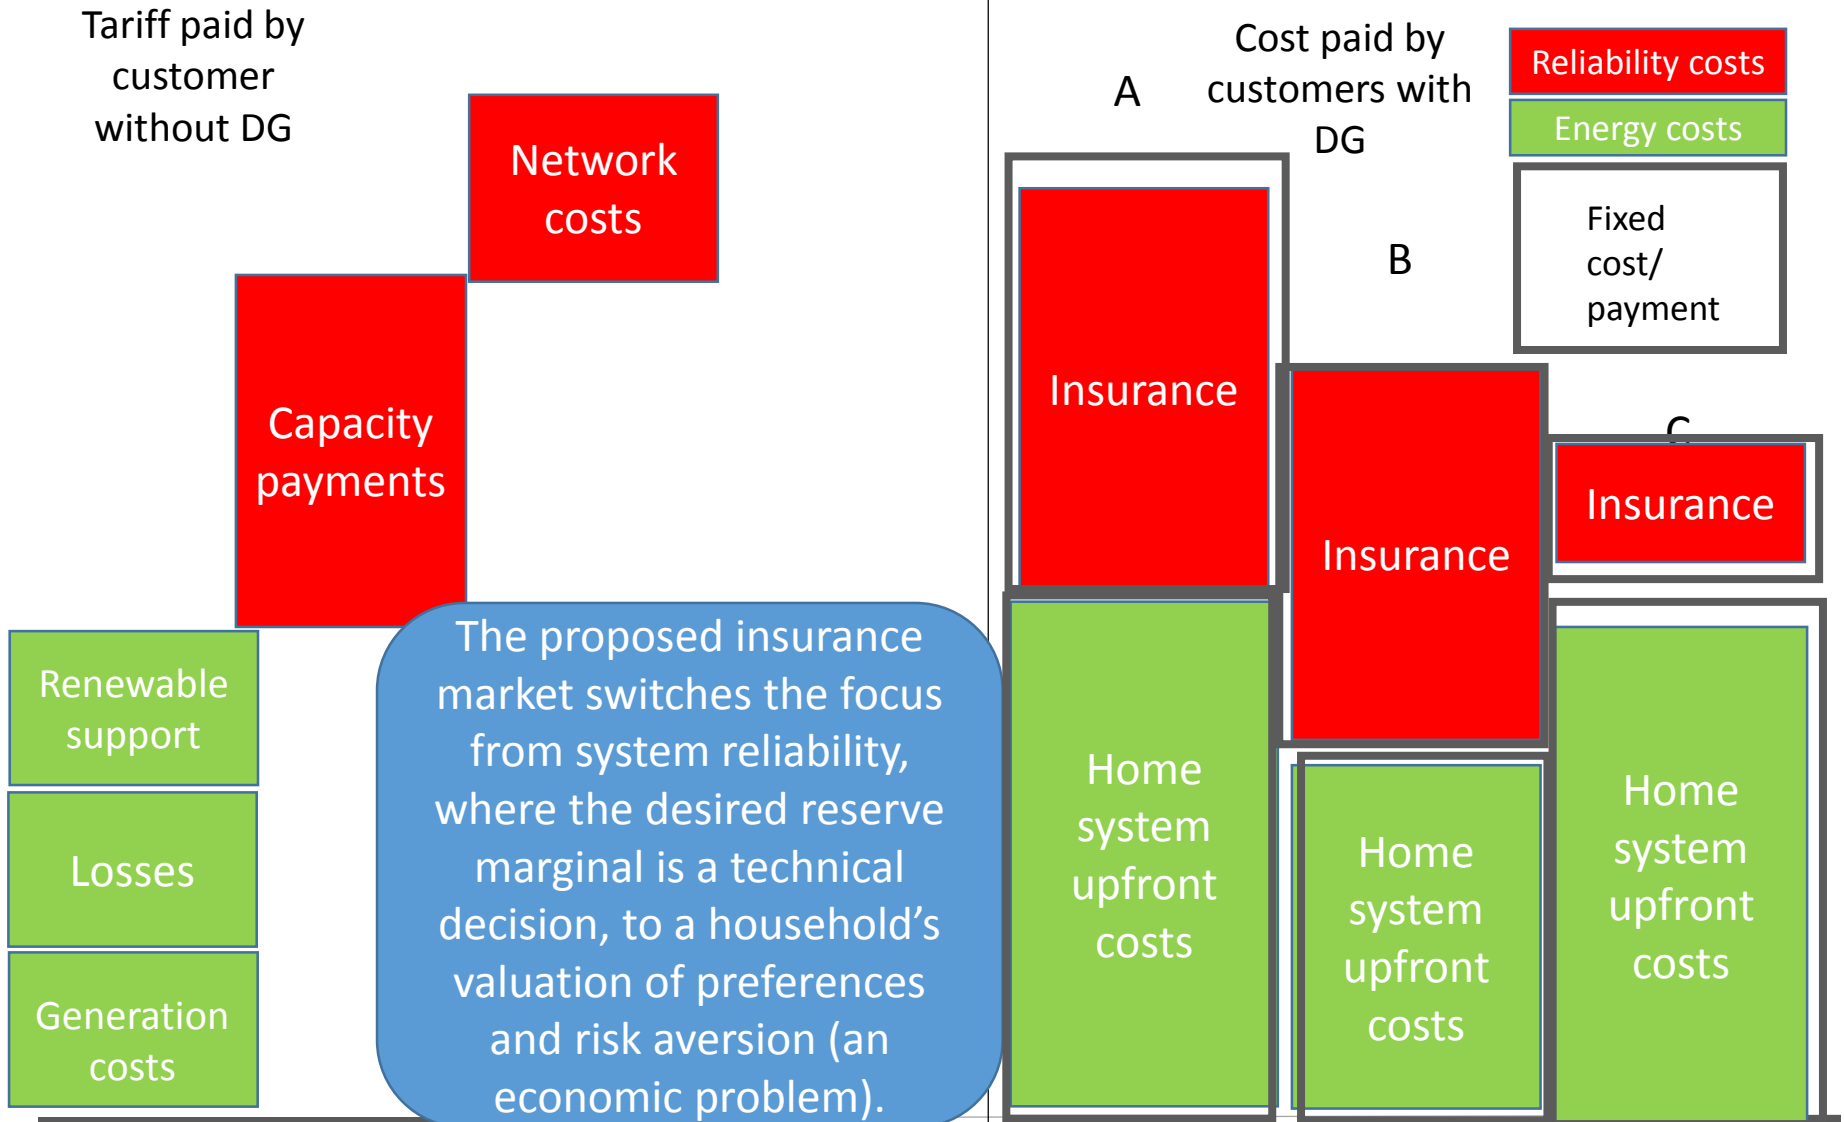 Tariff paid by
customer
without DG
Network
costs
Capacity
payments
Renewable
support
Losses
Generation
costs
The proposed insurance
market switches the focus
from system reliability,
where the desired reserve
marginal is a technical
decision, to a household’s
valuation of preferences
and risk aversion (an
economic problem).
Cost paid by
customers with
DG
Reliability costs
Energy costs
Fixed
cost/
payment
A
Insurance
Home
system
upfront
costs
B
Insurance
Home
system
upfront
costs
C
Insurance
Home
system
upfront
costs